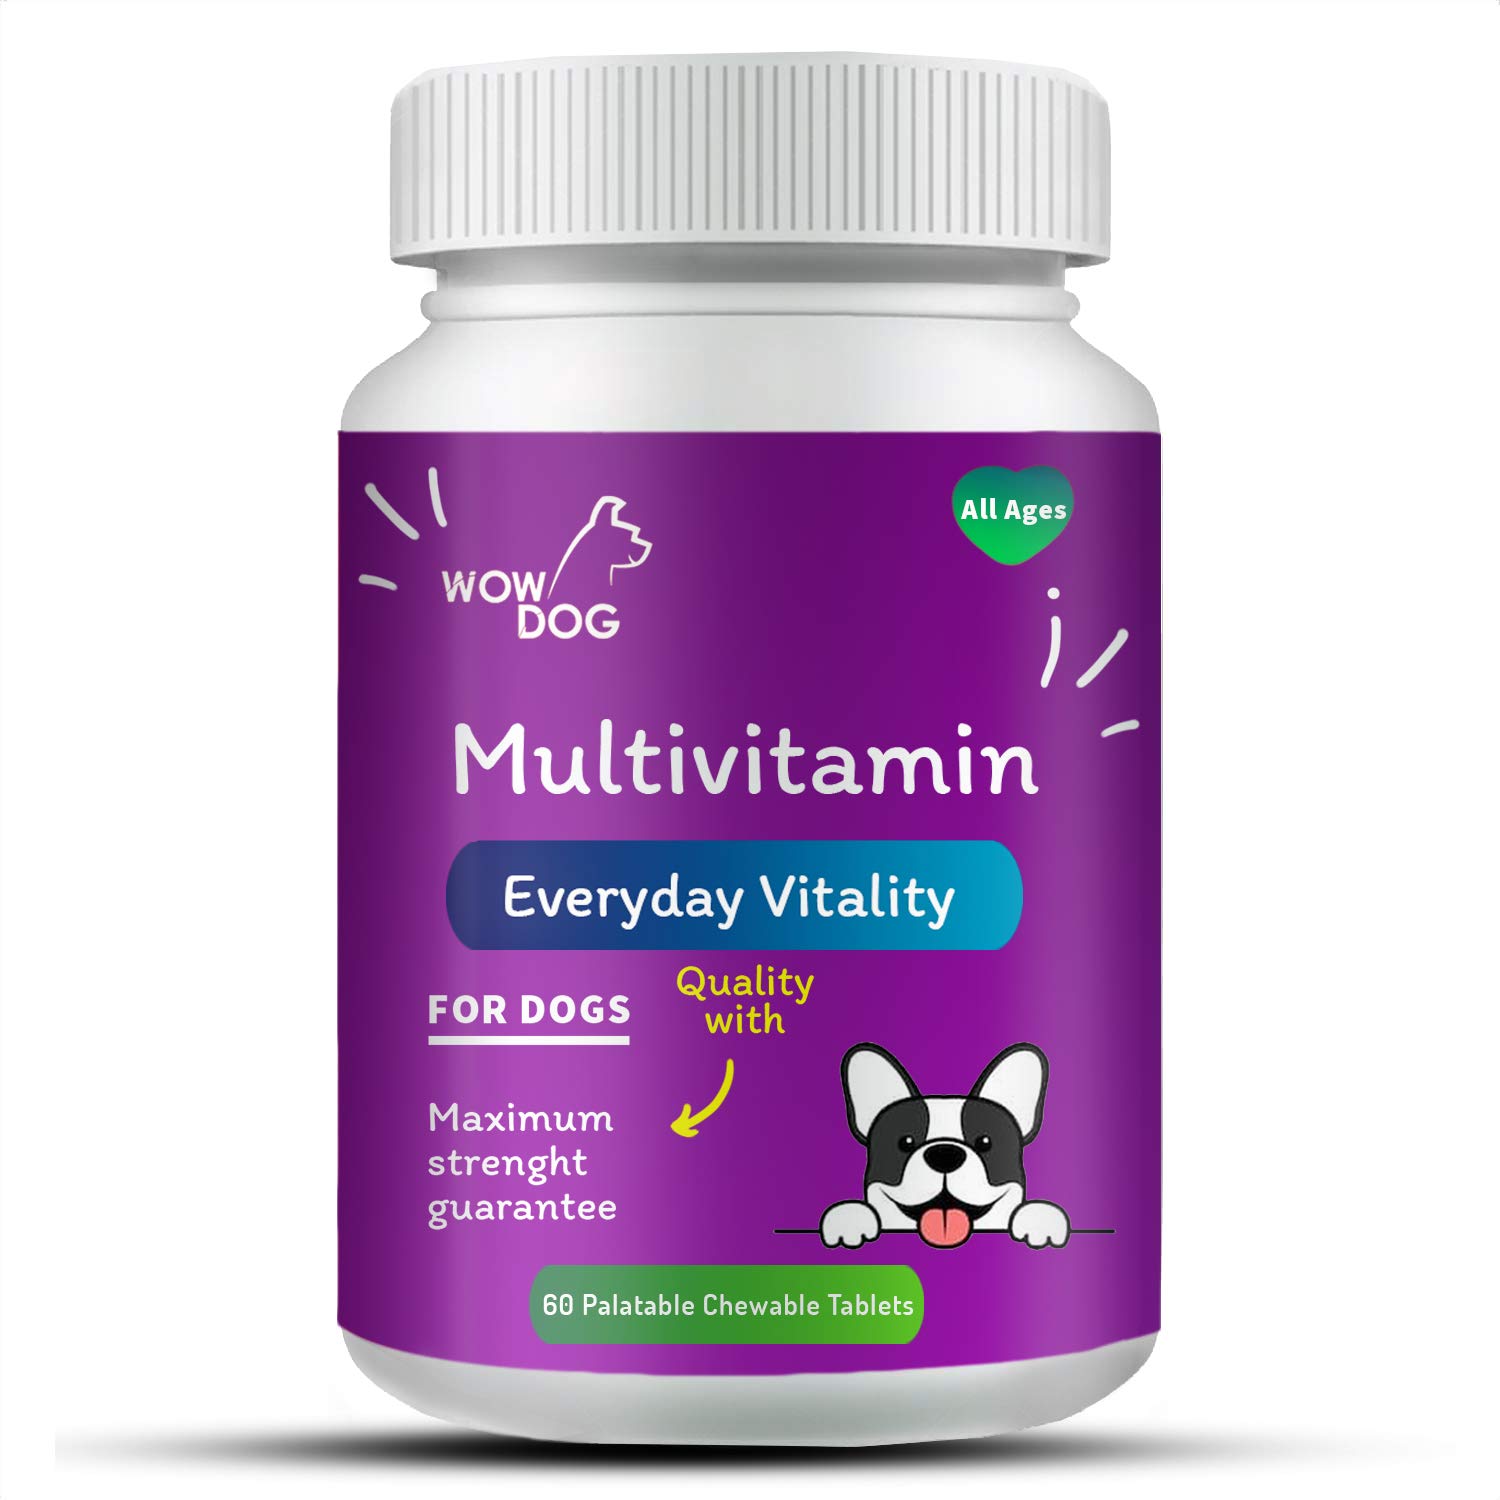 All Ages
WOW
DOG
Multivitamin
Everyday Vitality
Quality
with
FOR DOGS
Maximum
strenght
guarantee
60 Palatable Chewable Tablets